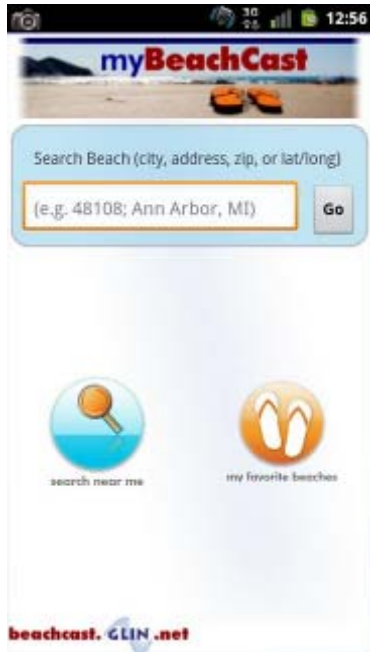 3G
12:56
myBeachCast
Search Beach (city, address, zip, or lat/long)
(e.g. 48108; Ann Arbor, MI)
Go
search near me
my favorite beaches
beachcast. GLIN .net